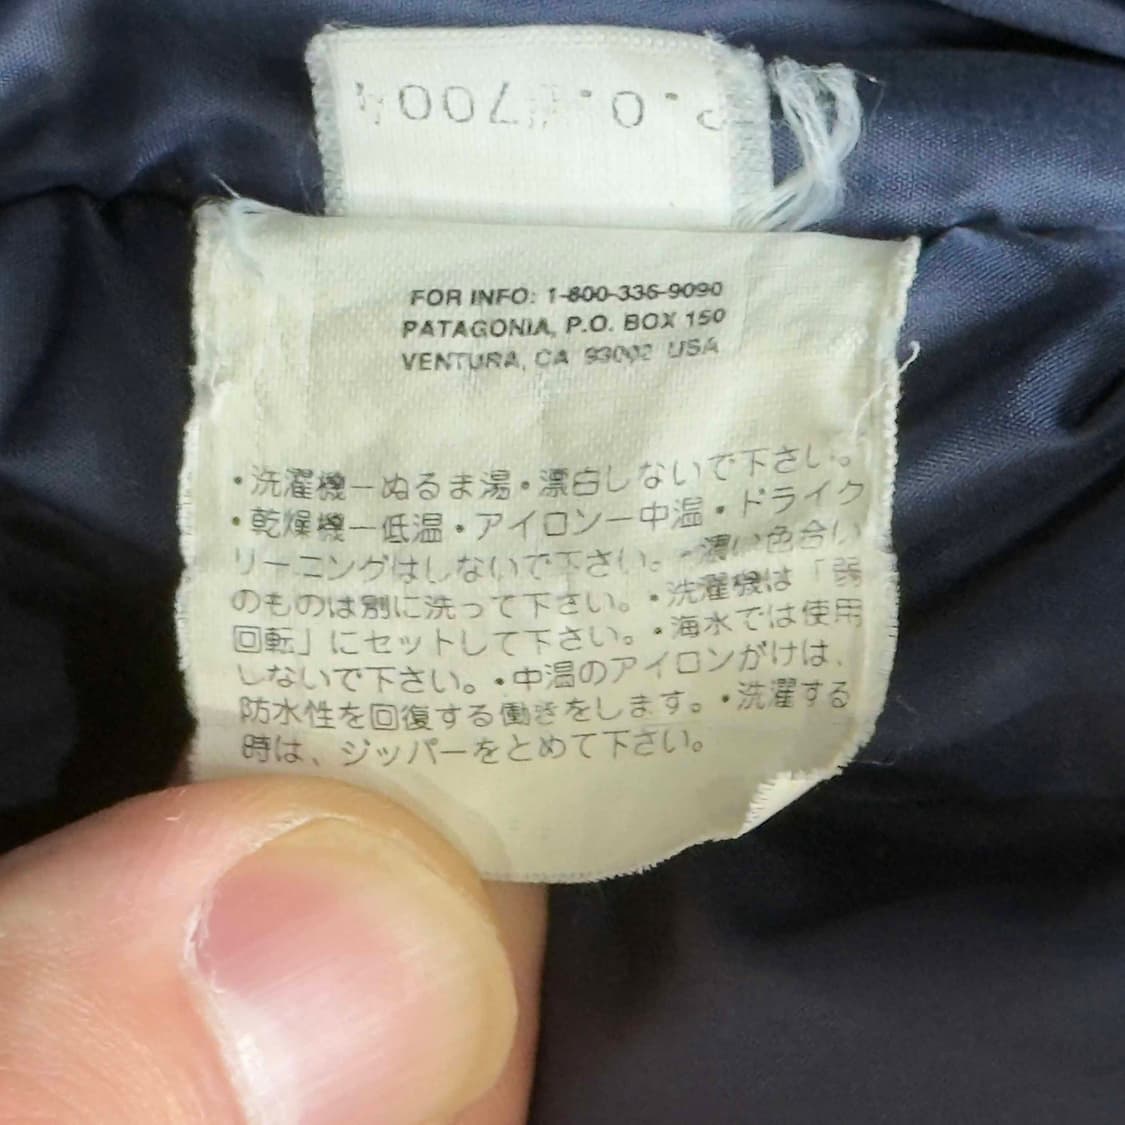 P.O.#7004
FOR INFO: 1-800-336-9090
PATAGONIA, P.O. BOX 150
VENTURA, CA 93002 USA
・洗濯機ーぬるま湯・漂白しないで下さい。
・乾燥機ー低温・アイロンー中温・ドライク
リーニングはしないで下さい。・濃い色合い
のものは別に洗って下さい。・洗濯機は「弱
回転」にセットして下さい。・海水では使用
しないで下さい。・中温のアイロンがけは、
防水性を回復する働きをします。・洗濯する
時は、ジッパーをとめて下さい。